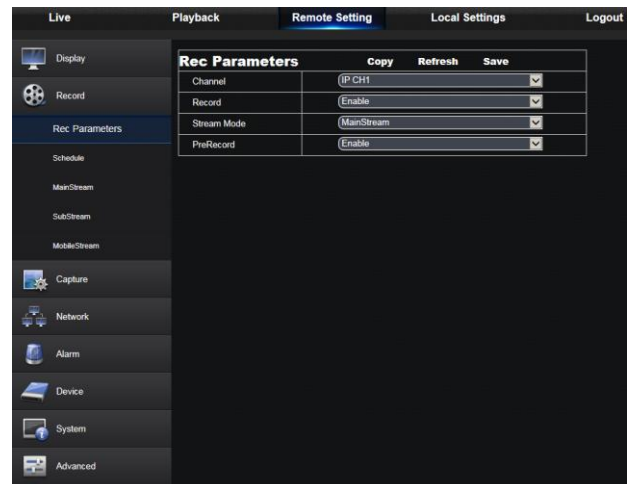 Live Playback Remote Setting Local Settings Logout
Display
Record
Rec Parameters
Schedule
MainStream
SubStream
MobileStream
Capture
Network
Alarm
Device
System
Advanced
Rec Parameters Copy Refresh Save
Channel IP CH1
Record Enable
Stream Mode MainStream
PreRecord Enable